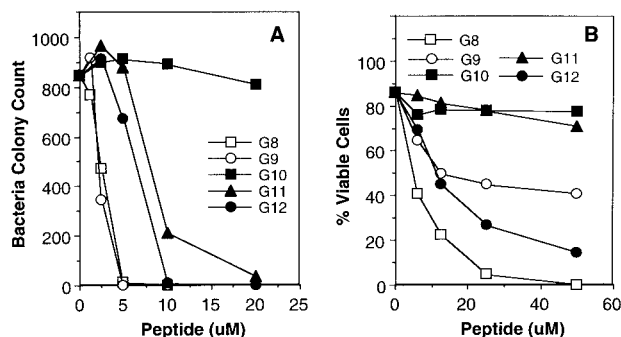 A
Bacteria Colony Count
1000
800
600
400
200
0
G8
G9
G10
G11
G12
0 5 10 15 20 25
Peptide (uM)
B
% Viable Cells
100
80
60
40
20
0
G8 G11
G9 G12
G10
0 20 40 60
Peptide (uM)